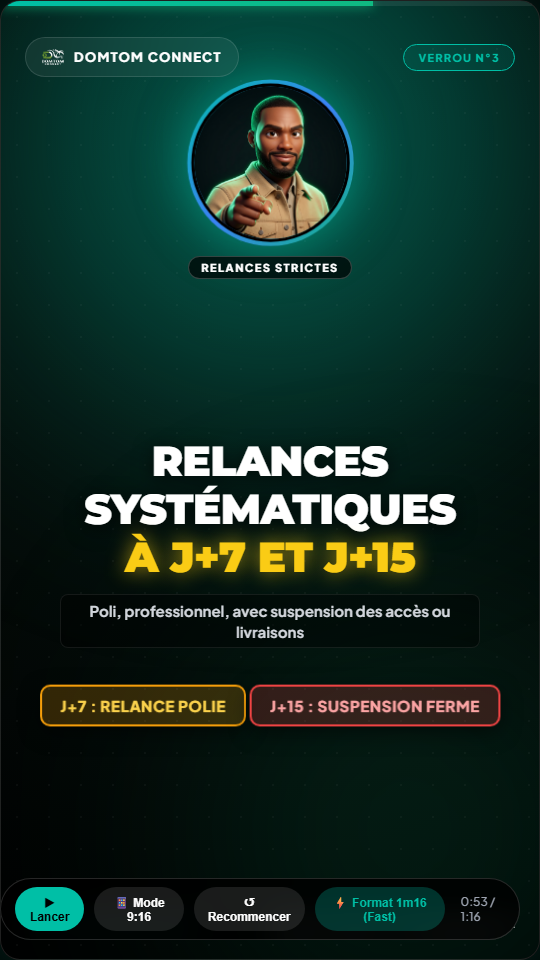 DOMTOM CONNECT
VERROU N°3
RELANCES STRICTES
RELANCES
SYSTÉMATIQUES
À J+7 ET J+15
Poli, professionnel, avec suspension des accès ou
livraisons
J+7 : RELANCE POLIE
J+15 : SUSPENSION FERME
▶
Lancer
Mode
9:16
↺
Recommencer
⚡ Format 1m16
(Fast)
0:53 /
1:16